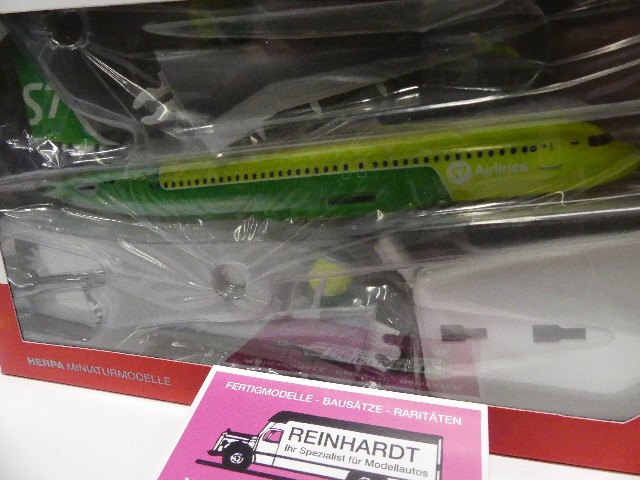 S7
S7 Airlines
HERPA MINIATURMODELLE
FERTIGMODELLE - BAUSÄTZE - RARITÄTEN
REINHARDT
Ihr Spezialist für Modellautos